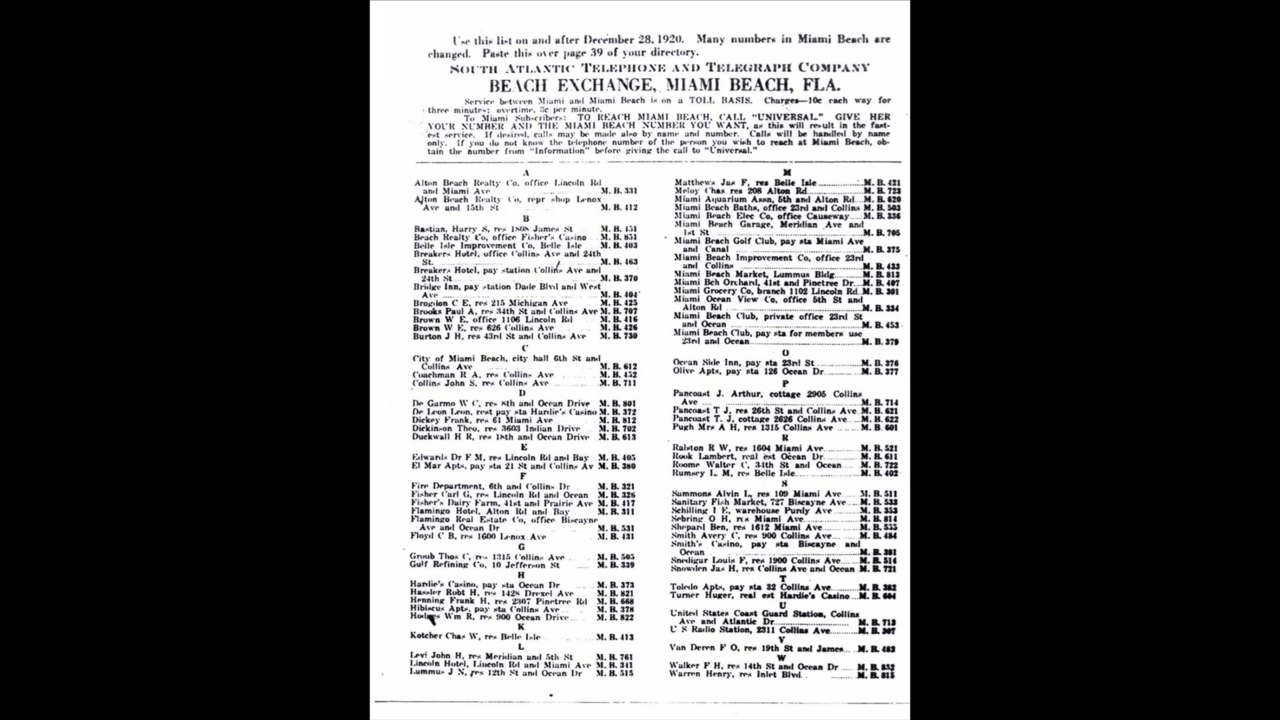 Use this list on and after December 28, 1920. Many numbers in Miami Beach are
changed. Paste this over page 39 of your directory.
SOUTH ATLANTIC TELEPHONE AND TELEGRAPH COMPANY
BEACH EXCHANGE, MIAMI BEACH, FLA.
Service between Miami and Miami Beach is on a TOLL BASIS. Charges—10c each way for
three minutes; overtime, 3c per minute.
To Miami Subscribers: TO REACH MIAMI BEACH, CALL "UNIVERSAL." GIVE HER
YOUR NUMBER AND THE MIAMI BEACH NUMBER YOU WANT, as this will result in the fast-
est service. If desired, calls may be made also by name and number. Calls will be handled by name
only. If you do not know the telephone number of the person you wish to reach at Miami Beach, ob-
tain the number from "Information" before giving the call to "Universal."
A
Alton Beach Realty Co, office Lincoln Rd
and Miami Ave M. B. 331
Alton Beach Realty Co, repr shop Lenox
Ave and 15th St M. B. 412
B
Bastian, Harry S, res 1808 James St M. B. 451
Beach Realty Co, office Fisher's Casino M. B. 851
Belle Isle Improvement Co, Belle Isle M. B. 403
Breakers Hotel, office Collins Ave and 24th
St. M. B. 463
Breakers Hotel, pay station Collins Ave and
24th St M. B. 370
Bridge Inn, pay station Dade Blvd and West
Ave M. B. 404
Brogdon C E, res 215 Michigan Ave M. B. 425
Brooks Paul A, res 34th St and Collins Ave M. B. 707
Brown W E, office 1106 Lincoln Rd M. B. 416
Brown W E, res 626 Collins Ave M. B. 426
Burton J H, res 43rd St and Collins Ave M. B. 730
C
City of Miami Beach, city hall 6th St and
Collins Ave M. B. 612
Coachman R A, res Collins Ave M. B. 452
Collins John S, res Collins Ave M. B. 711
D
De Garmo W C, res 8th and Ocean Drive M. B. 801
De Leon Leon, rest pay sta Hardie's Casino M. B. 372
Dickey Frank, res 61 Miami Ave M. B. 812
Dickinson Theo, res 3603 Indian Drive M. B. 702
Duckwall H R, res 18th and Ocean Drive M. B. 613
E
Edwards Dr F M, res Lincoln Rd and Bay M. B. 405
El Mar Apts, pay sta 21 St and Collins Av M. B. 380
F
Fire Department, 6th and Collins Dr M. B. 321
Fisher Carl G, res Lincoln Rd and Ocean M. B. 326
Fisher's Dairy Farm, 41st and Prairie Ave M. B. 417
Flamingo Hotel, Alton Rd and Bay M. B. 311
Flamingo Real Estate Co, office Biscayne
Ave and Ocean Dr M. B. 531
Floyd C B, res 1600 Lenox Ave M. B. 431
G
Groub Thos C, res 1315 Collins Ave M. B. 505
Gulf Refining Co, 10 Jefferson St M. B. 339
H
Hardie's Casino, pay sta Ocean Dr M. B. 373
Hassler Robt H, res 1428 Drexel Ave M. B. 821
Henning Frank H, res 2307 Pinetree Rd M. B. 668
Hibiscus Apts, pay sta Collins Ave M. B. 378
Hodges Wm R, res 900 Ocean Drive M. B. 822
K
Kotcher Chas W, res Belle Isle M. B. 413
L
Levi John H, res Meridian and 5th St M. B. 761
Lincoln Hotel, Lincoln Rd and Miami Ave M. B. 341
Lummus J N, res 12th St and Ocean Dr M. B. 515
M
Matthews Jas F, res Belle Isle M. B. 421
Meloy Chas res 208 Alton Rd M. B. 723
Miami Aquarium Assn, 5th and Alton Rd M. B. 620
Miami Beach Baths, office 23rd and Collins M. B. 503
Miami Beach Elec Co, office Causeway M. B. 336
Miami Beach Garage, Meridian Ave and
1st St M. B. 705
Miami Beach Golf Club, pay sta Miami Ave
and Canal M. B. 375
Miami Beach Improvement Co, office 23rd
and Collins M. B. 433
Miami Beach Market, Lummus Bldg M. B. 813
Miami Bch Orchard, 41st and Pinetree Dr M. B. 407
Miami Grocery Co, branch 1102 Lincoln Rd M. B. 301
Miami Ocean View Co, office 5th St and
Alton Rd M. B. 334
Miami Beach Club, private office 23rd St
and Ocean M. B. 453
Miami Beach Club, pay sta for members use
23rd and Ocean M. B. 379
O
Ocean Side Inn, pay sta 23rd St M. B. 376
Olive Apts, pay sta 126 Ocean Dr M. B. 377
P
Pancoast J. Arthur, cottage 2905 Collins
Ave M. B. 714
Pancoast T J, res 26th St and Collins Ave M. B. 621
Pancoast T. J, cottage 2626 Collins Ave M. B. 622
Pugh Mrs A H, res 1315 Collins Ave M. B. 601
R
Ralston R W, res 1604 Miami Ave M. B. 521
Rook Lambert, real est Ocean Dr M. B. 611
Roome Walter C, 34th St and Ocean M. B. 722
Rumsey L M, res Belle Isle M. B. 402
S
Sammons Alvin L, res 109 Miami Ave M. B. 511
Sanitary Fish Market, 727 Biscayne Ave M. B. 533
Schilling I E, warehouse Purdy Ave M. B. 353
Sebring O H, res Miami Ave M. B. 814
Shepard Ben, res 1612 Miami Ave M. B. 535
Smith Avery C, res 900 Collins Ave M. B. 484
Smith's Casino, pay sta Biscayne and
Ocean M. B. 381
Snedigar Louis F, res 1900 Collins Ave M. B. 514
Snowden Jas H, res Collins Ave and Ocean M. B. 721
T
Toledo Apts, pay sta 32 Collins Ave M. B. 382
Turner Huger, real est Hardie's Casino M. B. 604
U
United States Coast Guard Station, Collins
Ave and Atlantic Dr M. B. 713
U S Radio Station, 2311 Collins Ave M. B. 307
V
Van Deren F O, res 19th St and James M. B. 483
W
Walker F H, res 14th St and Ocean Dr M. B. 852
Warren Henry, res Inlet Blvd M. B. 815